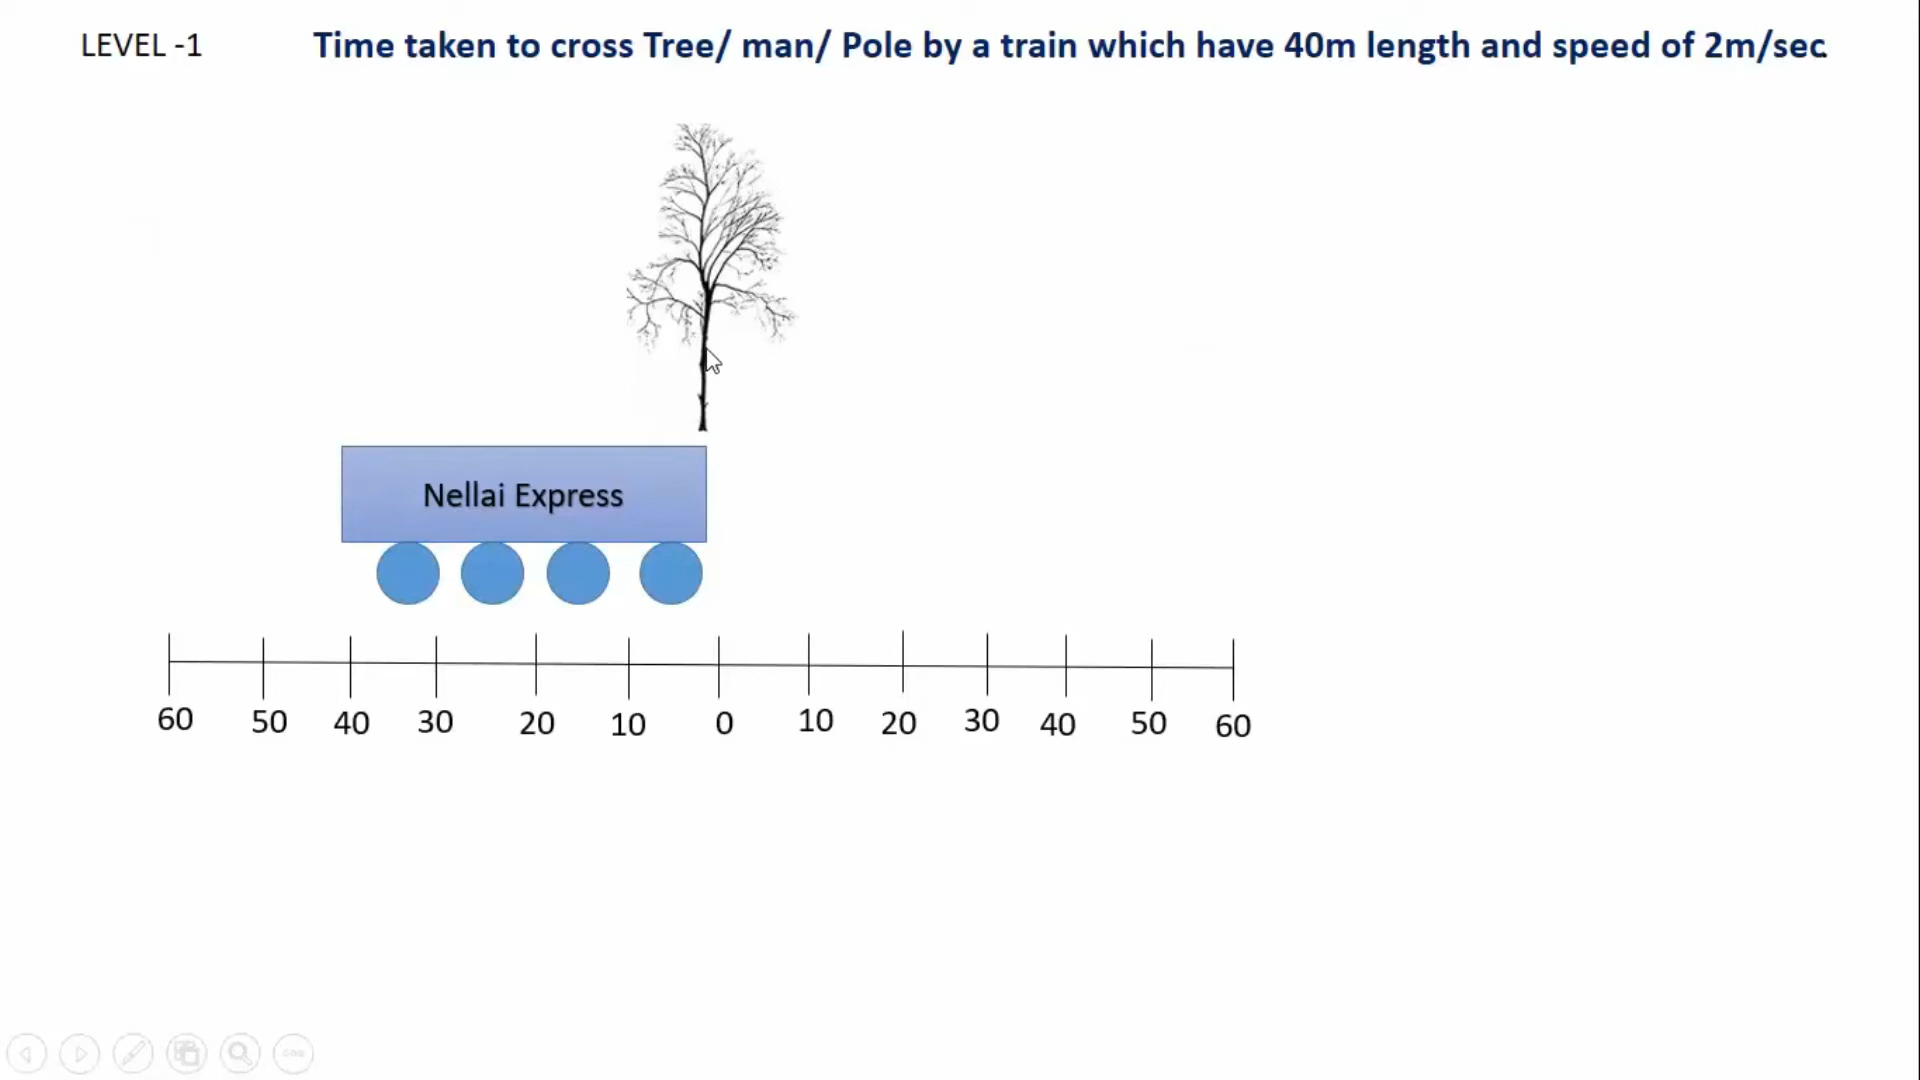 LEVEL -1
Time taken to cross Tree/ man/ Pole by a train which have 40m length and speed of 2m/sec
Nellai Express
60 50 40 30 20 10 0 10 20 30 40 50 60